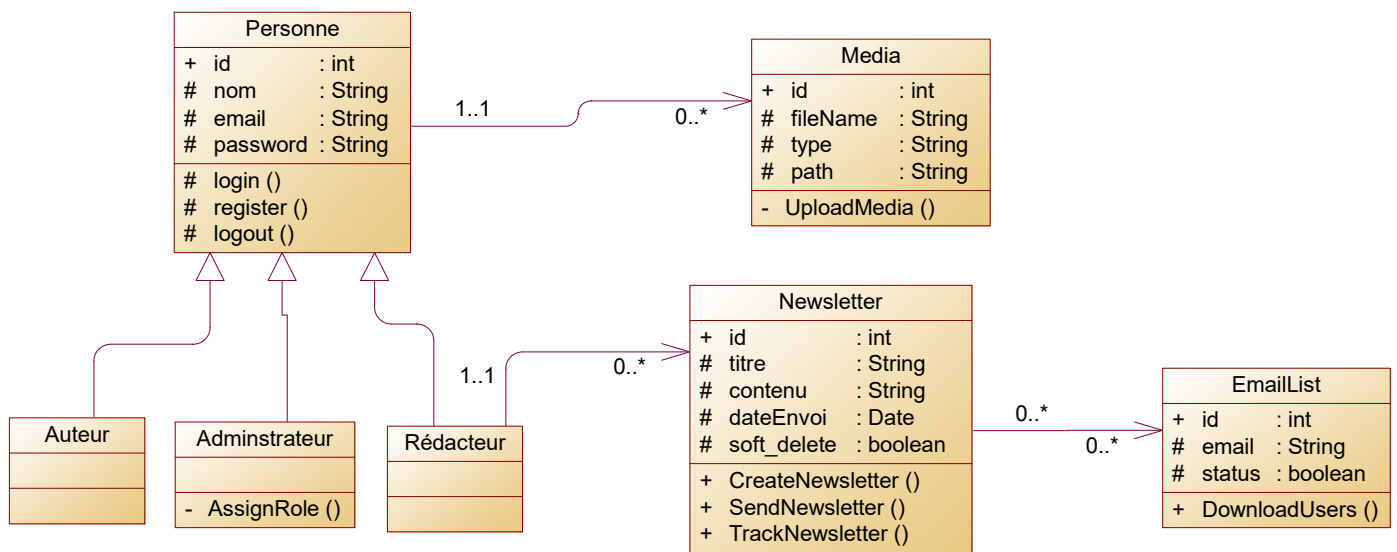 Personne
+ id : int
# nom : String
# email : String
# password : String
# login ()
# register ()
# logout ()
1..1
0..*
Media
+ id : int
# fileName : String
# type : String
# path : String
- UploadMedia ()
Auteur
Adminstrateur
- AssignRole ()
Rédacteur
1..1
0..*
Newsletter
+ id : int
# titre : String
# contenu : String
# dateEnvoi : Date
# soft_delete : boolean
+ CreateNewsletter ()
+ SendNewsletter ()
+ TrackNewsletter ()
0..*
0..*
EmailList
+ id : int
# email : String
# status : boolean
+ DownloadUsers ()